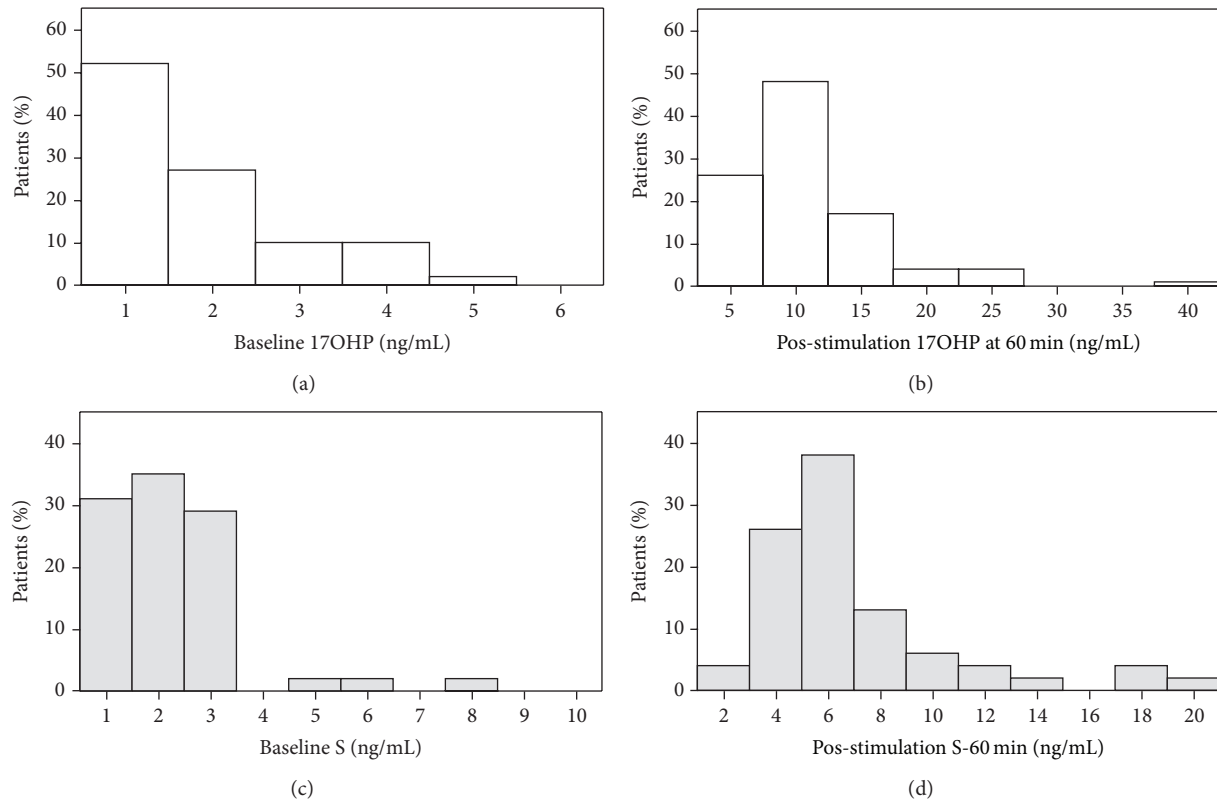 60
50
40
30
20
10
0
Patients (%)
1 2 3 4 5 6
Baseline 17OHP (ng/mL)
(a)
60
50
40
30
20
10
0
Patients (%)
5 10 15 20 25 30 35 40
Pos-stimulation 17OHP at 60 min (ng/mL)
(b)
40
30
20
10
0
Patients (%)
1 2 3 4 5 6 7 8 9 10
Baseline S (ng/mL)
(c)
40
30
20
10
0
Patients (%)
2 4 6 8 10 12 14 16 18 20
Pos-stimulation S-60 min (ng/mL)
(d)